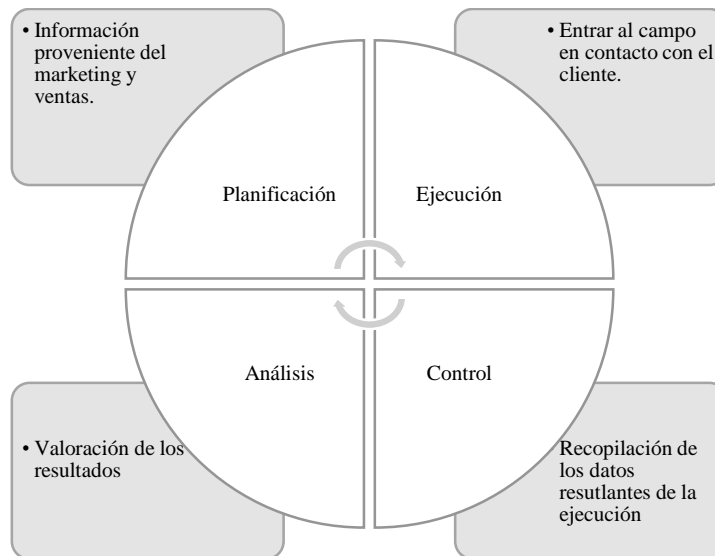 • Información
proveniente del
marketing y
ventas.
• Entrar al campo
en contacto con el
cliente.
Planificación
Ejecución
Análisis
Control
• Valoración de los
resultados
Recopilación de
los datos
resutlantes de la
ejecución